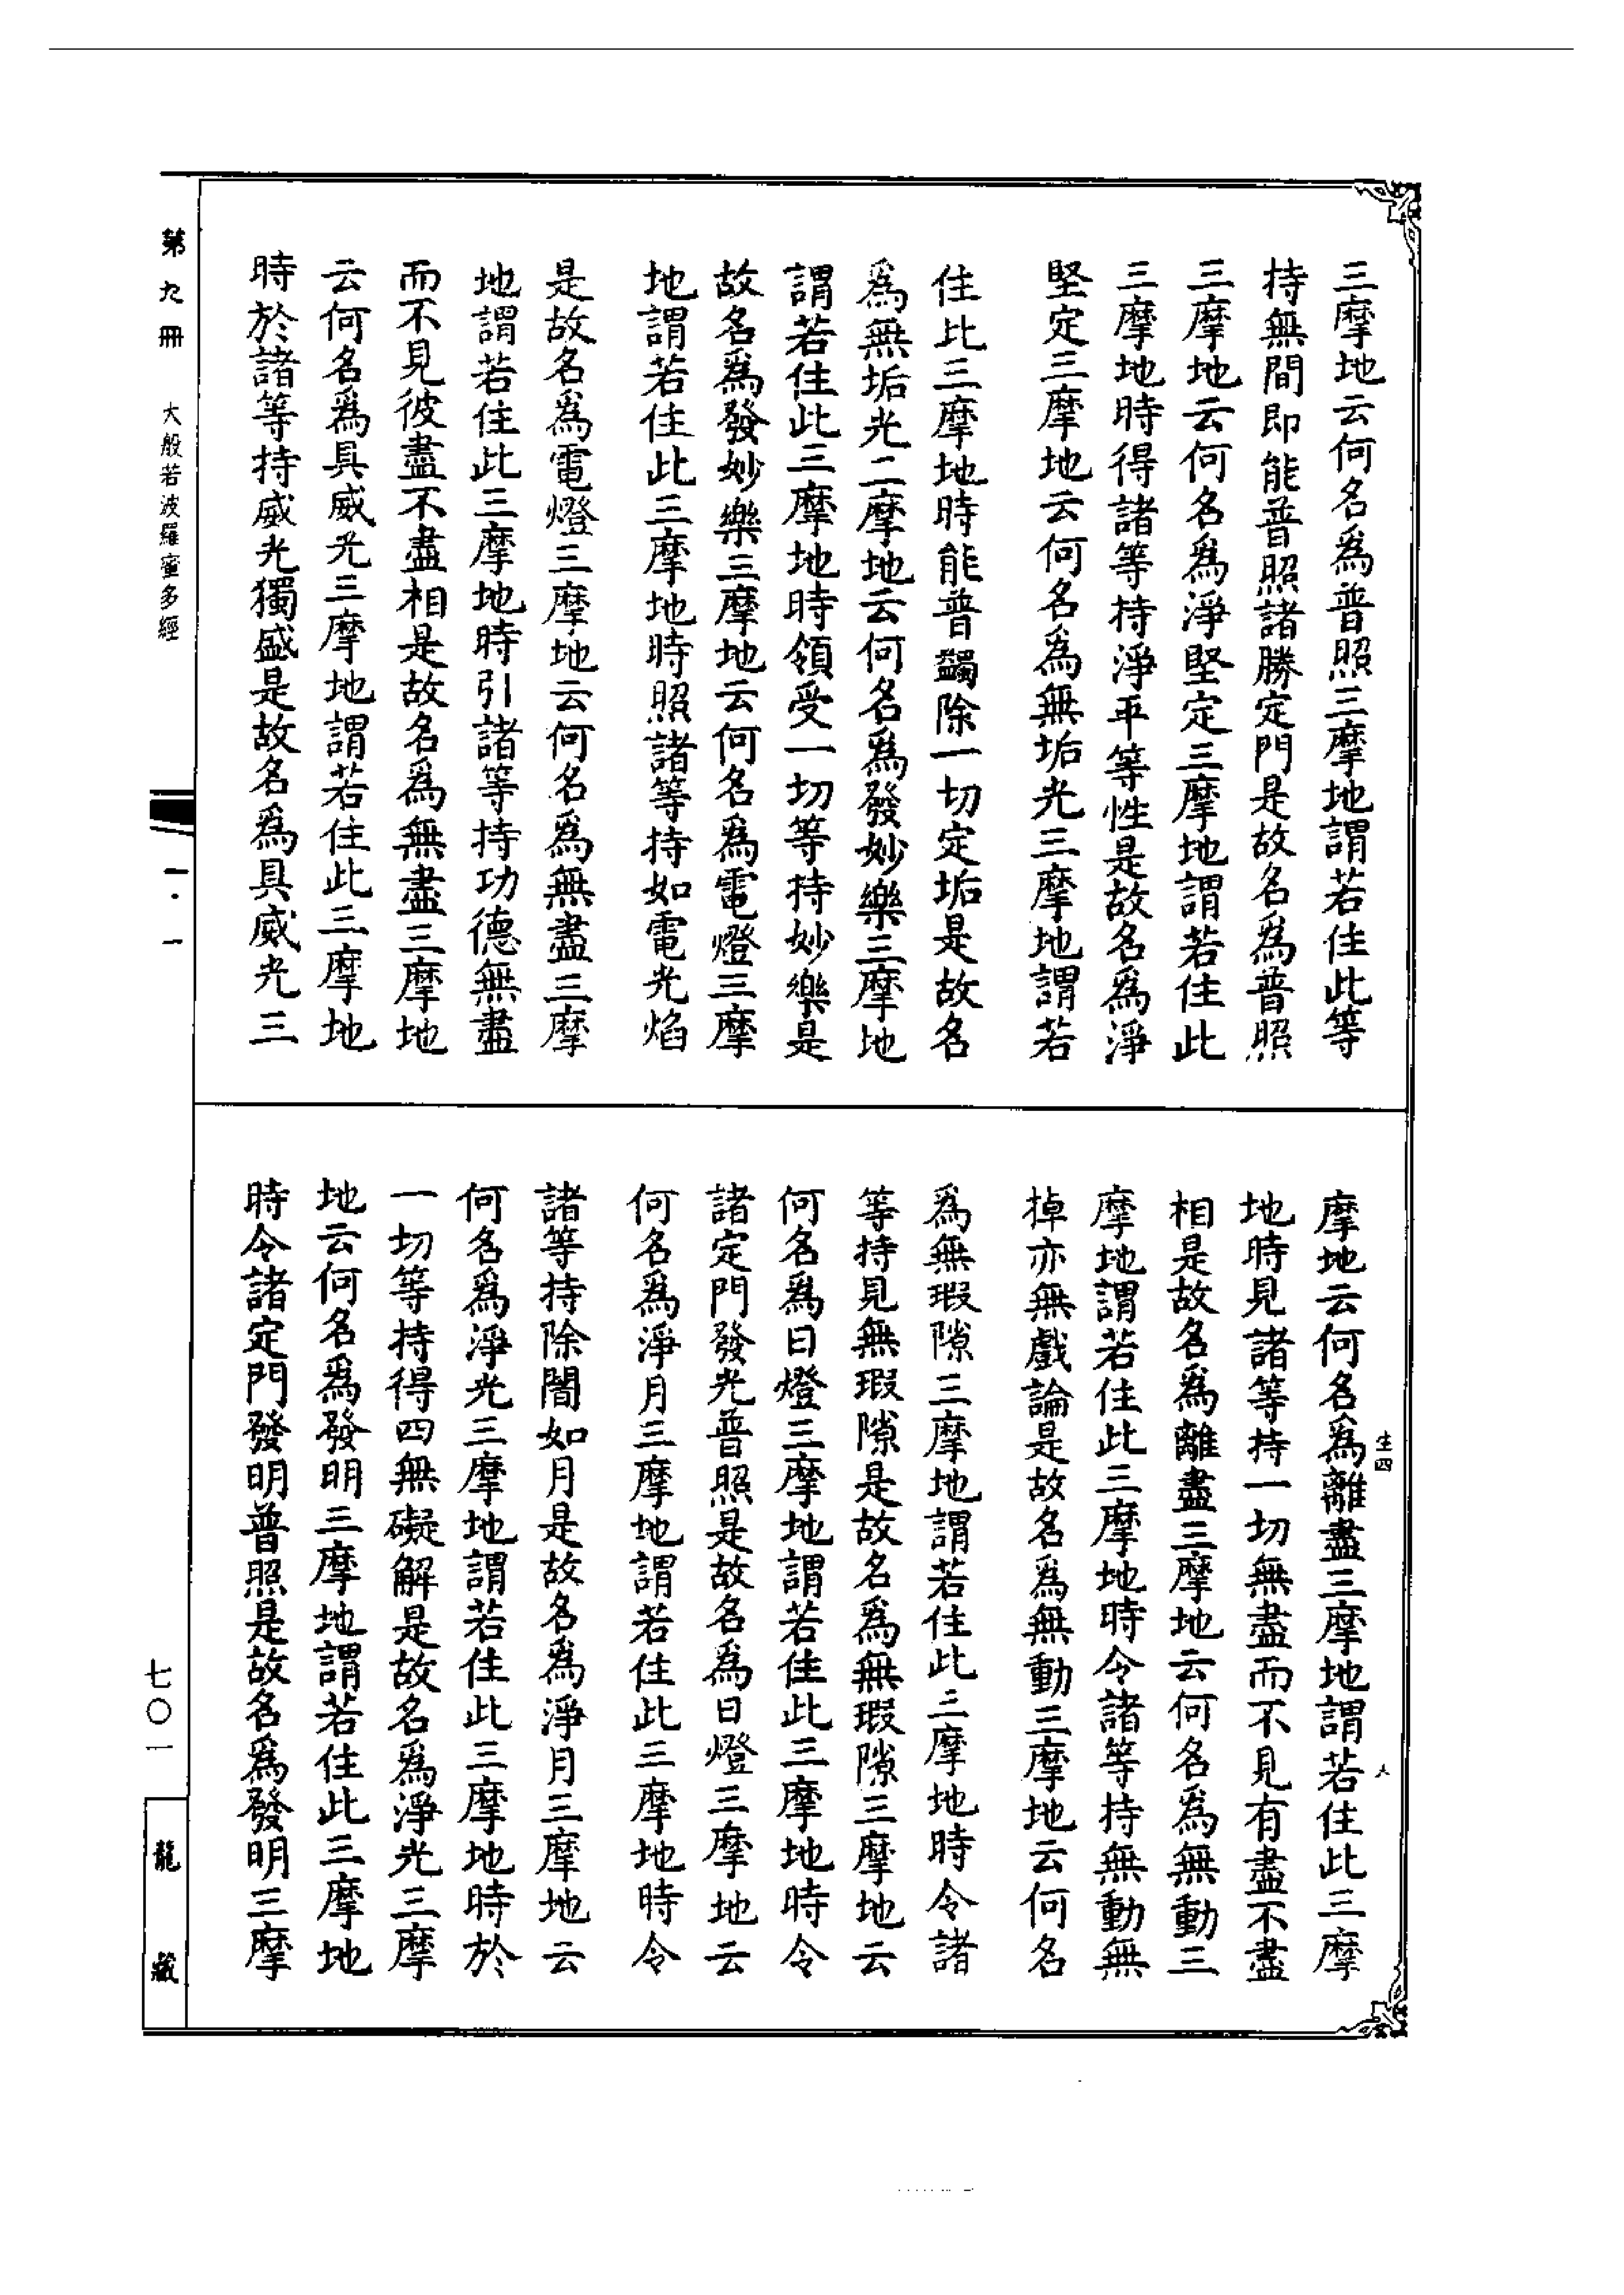 三摩地云何名爲普照三摩地謂若住此等
持無間即能普照諸勝定門是故名爲普照
三摩地云何名爲淨堅定三摩地謂若住此
三摩地時得諸等持淨平等性是故名爲淨
堅定三摩地云何名爲無垢光三摩地謂若
住此三摩地時能普蠲除一切定垢是故名
爲無垢光三摩地云何名爲發妙樂三摩地
謂若住此三摩地時領受一切等持妙樂是
故名爲發妙樂三摩地云何名爲電燈三摩
地謂若住此三摩地時照諸等持如電光焰
是故名爲電燈三摩地云何名爲無盡三摩
地謂若住此三摩地時引諸等持功德無盡
而不見彼盡不盡相是故名爲無盡三摩地
云何名爲具威光三摩地謂若住此三摩地
時於諸等持威光獨盛是故名爲具威光三
摩地云何名爲離盡三摩地謂若住此三摩
地時見諸等持一切無盡而不見有盡不盡
相是故名爲離盡三摩地云何名爲無動三
摩地謂若住此三摩地時令諸等持無動無
掉亦無戲論是故名爲無動三摩地云何名
爲無瑕隙三摩地謂若住此三摩地時令諸
等持見無瑕隙是故名爲無瑕隙三摩地云
何名爲日燈三摩地謂若住此三摩地時令
諸定門發光普照是故名爲日燈三摩地云
何名爲淨月三摩地謂若住此三摩地時令
諸等持除闇如月是故名爲淨月三摩地云
何名爲淨光三摩地謂若住此三摩地時於
一切等持得四無礙解是故名爲淨光三摩
地云何名爲發明三摩地謂若住此三摩地
時令諸定門發明普照是故名爲發明三摩
生四
第九冊
大般若波羅蜜多經
一·一
七〇一
龍藏